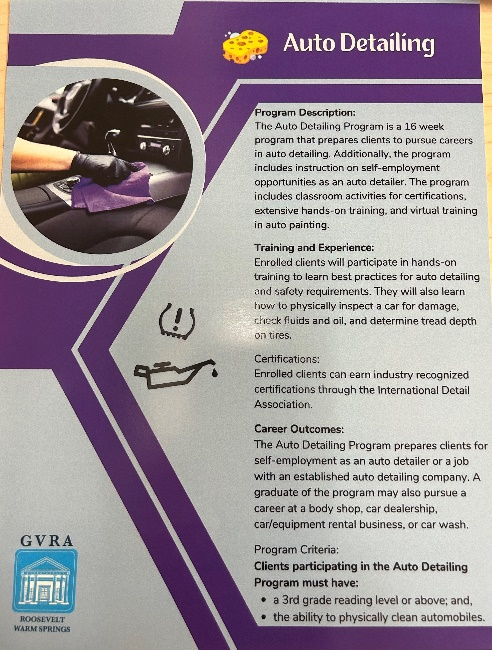 Auto Detailing
Program Description:
The Auto Detailing Program is a 16 week
program that prepares clients to pursue careers
in auto detailing. Additionally, the program
includes instruction on self-employment
opportunities as an auto detailer. The program
includes classroom activities for certifications,
extensive hands-on training, and virtual training
in auto painting.
Training and Experience:
Enrolled clients will participate in hands-on
training to learn best practices for auto detailing
and safety requirements. They will also learn
how to physically inspect a car for damage,
check fluids and oil, and determine tread depth
on tires.
Certifications:
Enrolled clients can earn industry recognized
certifications through the International Detail
Association.
Career Outcomes:
The Auto Detailing Program prepares clients for
self-employment as an auto detailer or a job
with an established auto detailing company. A
graduate of the program may also pursue a
career at a body shop, car dealership,
car/equipment rental business, or car wash.
Program Criteria:
Clients participating in the Auto Detailing
Program must have:
• a 3rd grade reading level or above; and,
• the ability to physically clean automobiles.
GVRA
ROOSEVELT
WARM SPRINGS